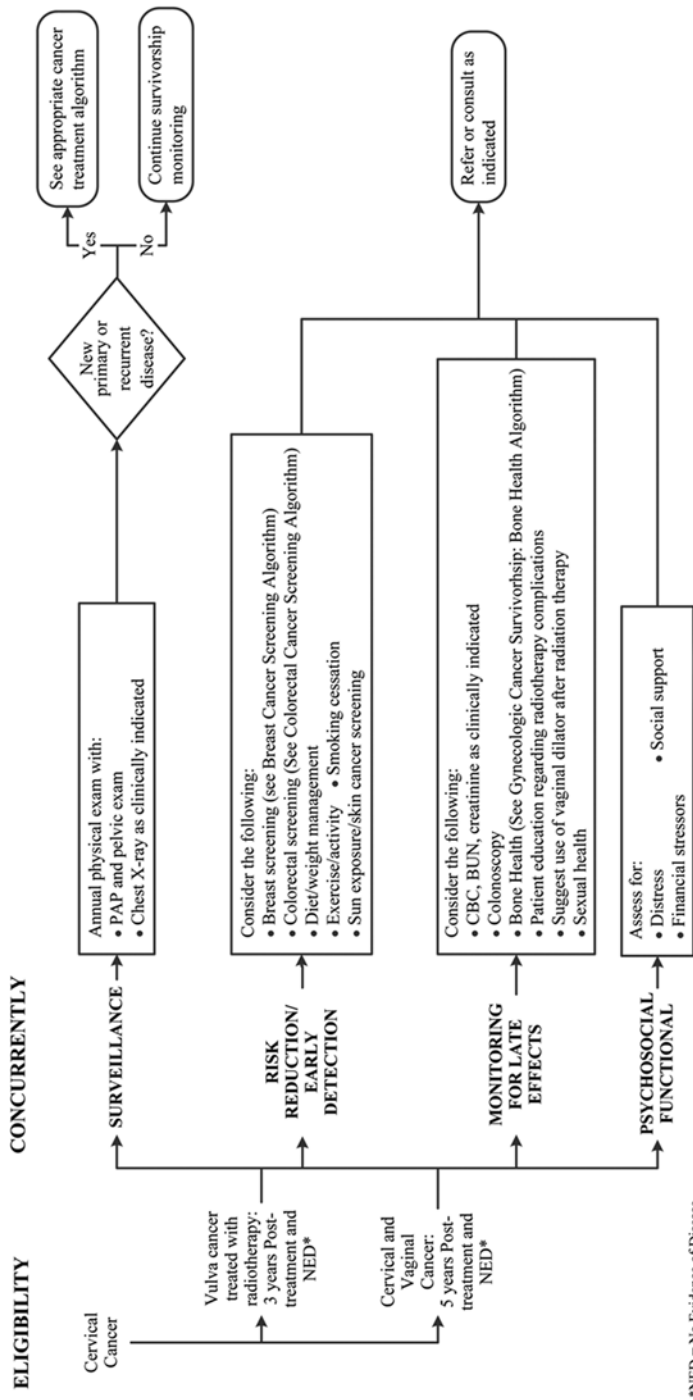 ELIGIBILITY
CONCURRENTLY
Cervical
Cancer
Vulva cancer
treated with
radiotherapy:
3 years Post-
treatment and
NED*
Cervical and
Vaginal
Cancer:
5 years Post-
treatment and
NED*
SURVEILLANCE
Annual physical exam with:
• PAP and pelvic exam
• Chest X-ray as clinically indicated
New
primary or
recurrent
disease?
Yes
See appropriate cancer
treatment algorithm
No
Continue survivorship
monitoring
RISK
REDUCTION/
EARLY
DETECTION
Consider the following:
• Breast screening (see Breast Cancer Screening Algorithm)
• Colorectal screening (See Colorectal Cancer Screening Algorithm)
• Diet/weight management
• Exercise/activity • Smoking cessation
• Sun exposure/skin cancer screening
MONITORING
FOR LATE
EFFECTS
Consider the following:
• CBC, BUN, creatinine as clinically indicated
• Colonoscopy
• Bone Health (See Gynecologic Cancer Survivorhsip: Bone Health Algorithm)
• Patient education regarding radiotherapy complications
• Suggest use of vaginal dilator after radiation therapy
• Sexual health
PSYCHOSOCIAL
FUNCTIONAL
Assess for:
• Distress • Social support
• Financial stressors
Refer or consult as
indicated
*NED = No Evidence of Disease